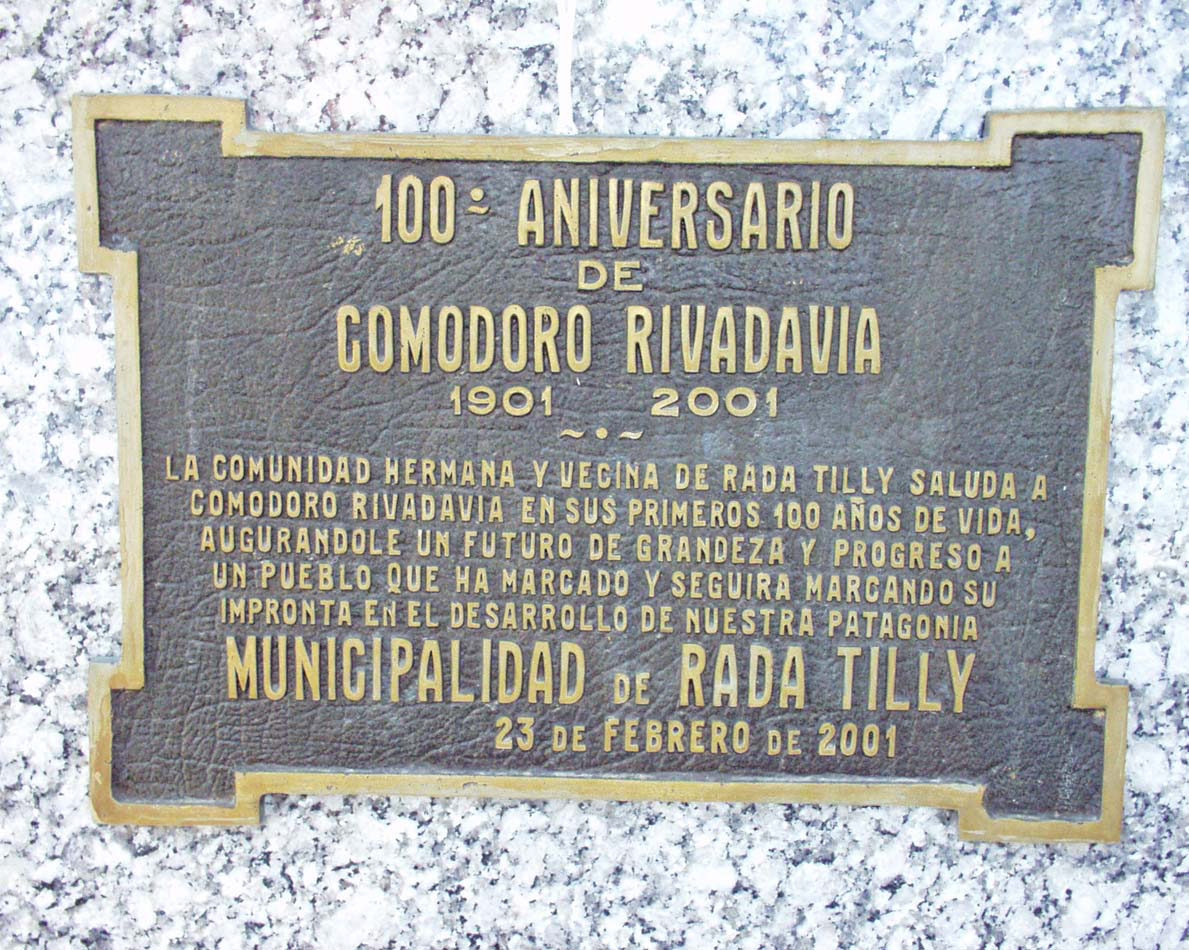 100º ANIVERSARIO
DE
COMODORO RIVADAVIA
1901 2001
LA COMUNIDAD HERMANA Y VECINA DE RADA TILLY SALUDA A
COMODORO RIVADAVIA EN SUS PRIMEROS 100 AÑOS DE VIDA,
AUGURANDOLE UN FUTURO DE GRANDEZA Y PROGRESO A
UN PUEBLO QUE HA MARCADO Y SEGUIRA MARCANDO SU
IMPRONTA EN EL DESARROLLO DE NUESTRA PATAGONIA
MUNICIPALIDAD DE RADA TILLY
23 DE FEBRERO DE 2001